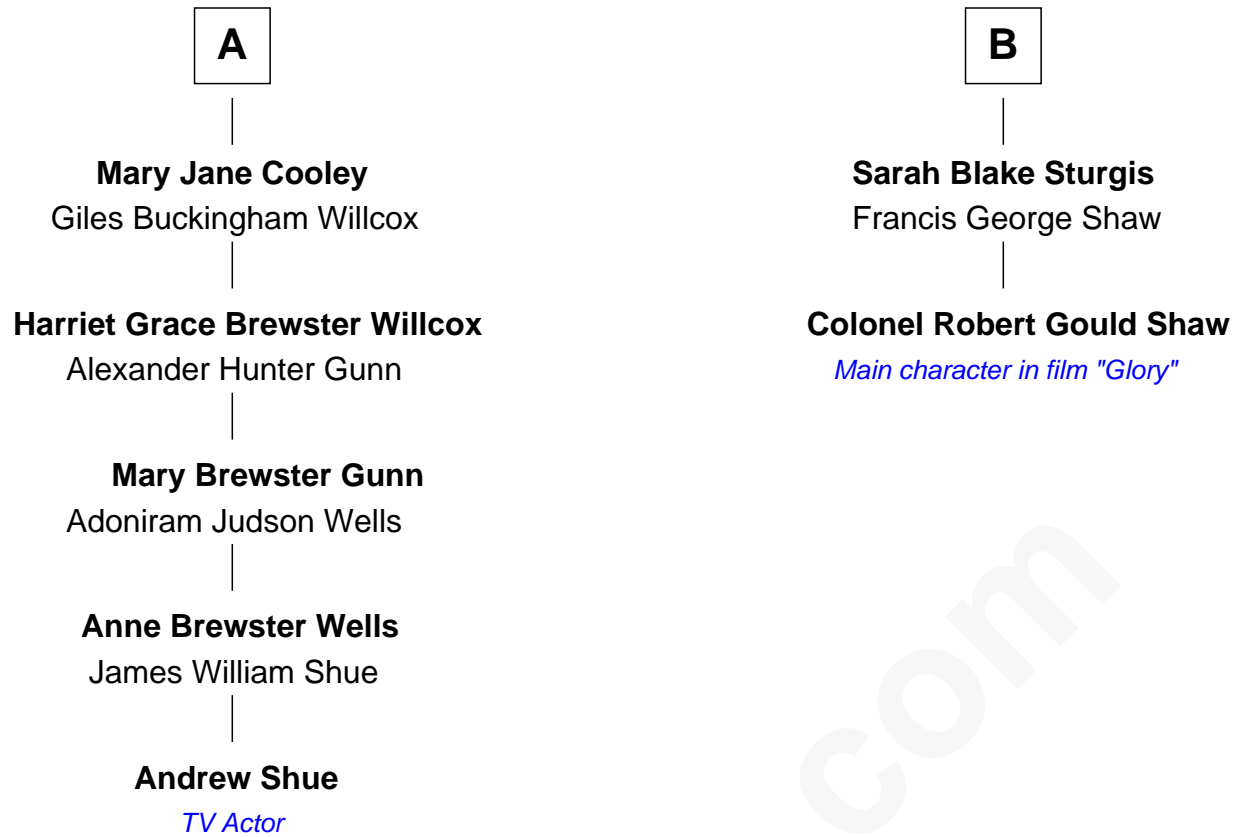 A
Mary Jane Cooley
Giles Buckingham Willcox
Harriet Grace Brewster Willcox
Alexander Hunter Gunn
Mary Brewster Gunn
Adoniram Judson Wells
Anne Brewster Wells
James William Shue
Andrew Shue
TV Actor
B
Sarah Blake Sturgis
Francis George Shaw
Colonel Robert Gould Shaw
Main character in film "Glory"
com